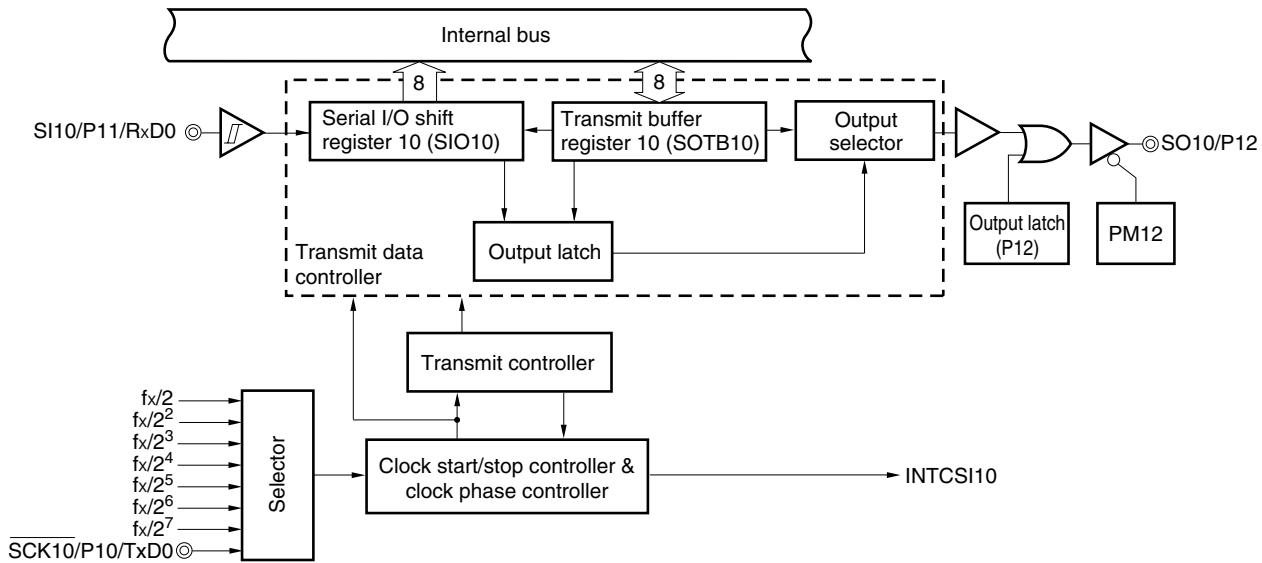 Internal bus
8
8
SI10/P11/RxD0
Serial I/O shift
register 10 (SIO10)
Transmit buffer
register 10 (SOTB10)
Output
selector
SO10/P12
Output latch
(P12)
PM12
Transmit data
controller
Output latch
Transmit controller
fx/2
fx/2²
fx/2³
fx/2⁴
fx/2⁵
fx/2⁶
fx/2⁷
SCK10/P10/TxD0
Selector
Clock start/stop controller &
clock phase controller
INTCSI10